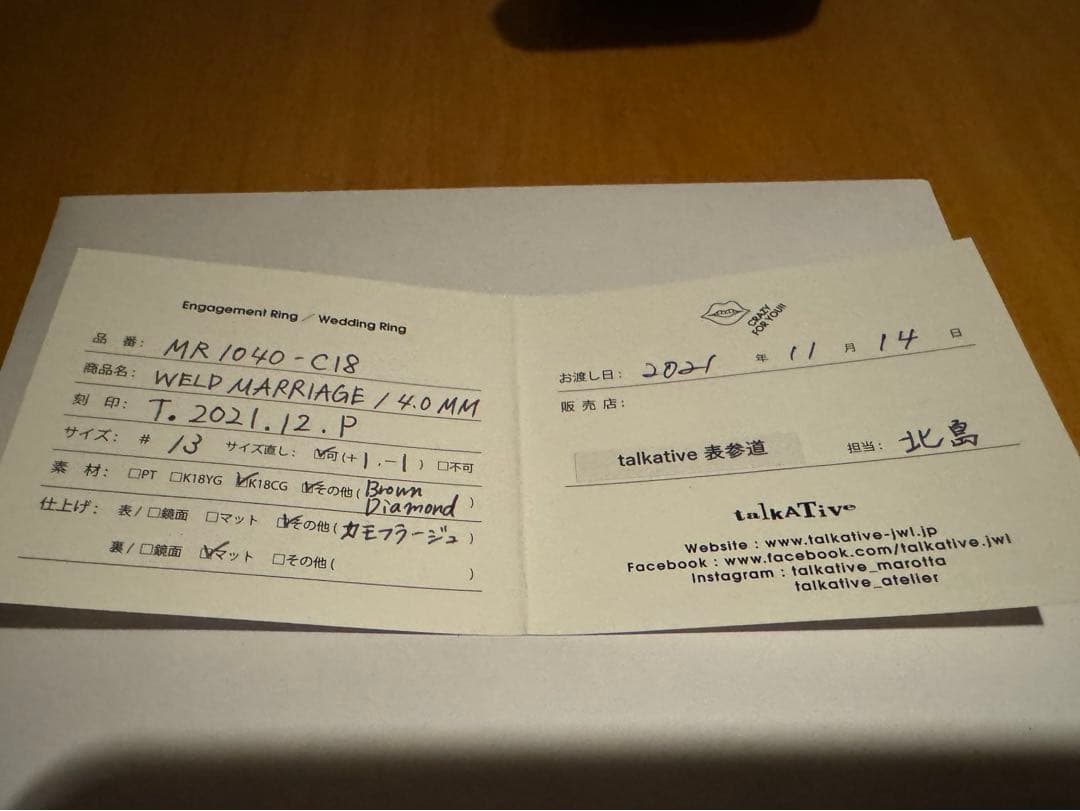 Engagement Ring / Wedding Ring
品 番： MR1040-C18
商品名： WELD MARRIAGE / 4.0MM
刻 印： T. 2021.12. P
サイズ： # 13 サイズ直し： ☑可(+1.-1) □不可
素 材： □PT □K18YG ☑K18CG ☑その他(Brown Diamond)
仕上げ： 表/□鏡面 □マット ☑その他(カモフラージュ)
裏/□鏡面 ☑マット □その他( )
CRAZY
FOR YOU!!
お渡し日： 2021 年 11 月 14 日
販 売 店：
talkative 表参道 担当： 北島
talkATive
Website : www.talkative-jwl.jp
Facebook : www.facebook.com/talkative.jwl
Instagram : talkative_marotta
talkative_atelier